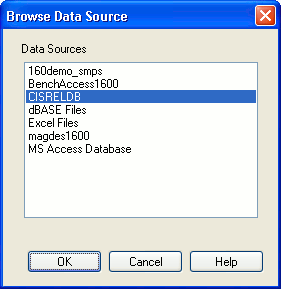 Browse Data Source
Data Sources
160demo_smps
BenchAccess1600
CISRELDB
dBASE Files
Excel Files
magdes1600
MS Access Database
OK
Cancel
Help